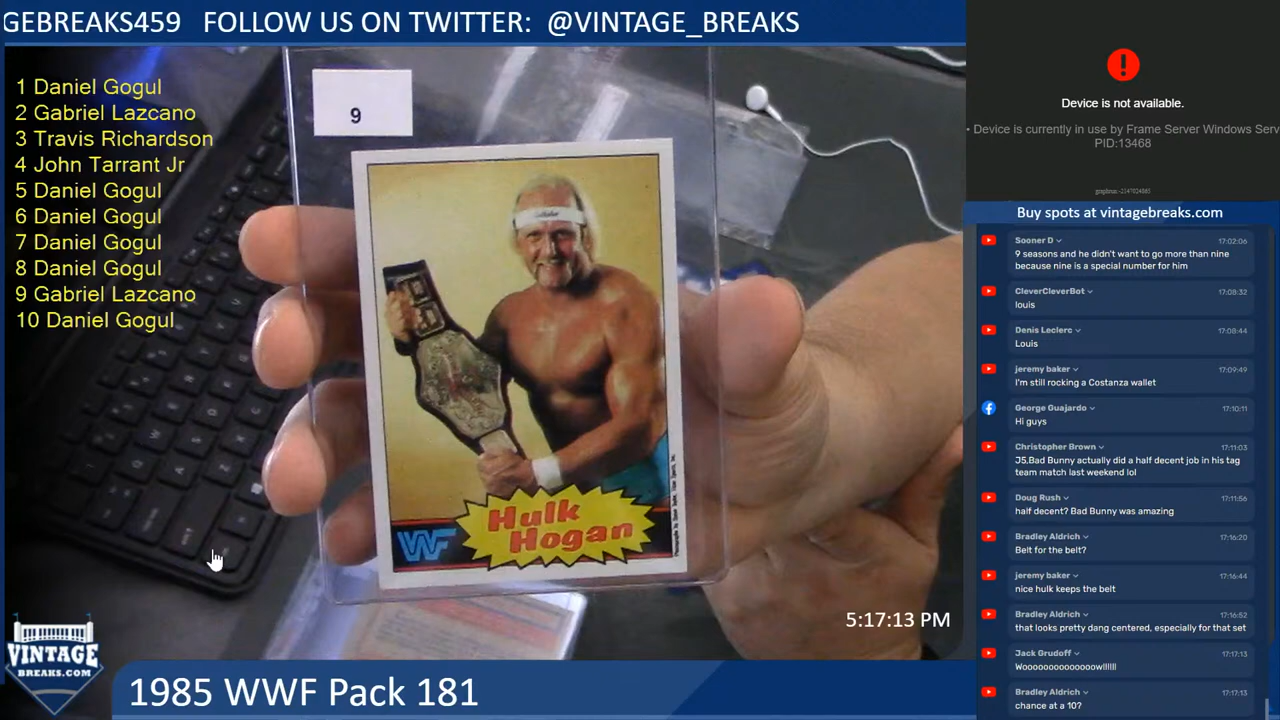 GEBREAKS459 FOLLOW US ON TWITTER: @VINTAGE_BREAKS
1 Daniel Gogul
2 Gabriel Lazcano
3 Travis Richardson
4 John Tarrant Jr
5 Daniel Gogul
6 Daniel Gogul
7 Daniel Gogul
8 Daniel Gogul
9 Gabriel Lazcano
10 Daniel Gogul
9
Hulk
Hogan
WF
5:17:13 PM
VINTAGE
BREAKS.COM
1985 WWF Pack 181
!
Device is not available.
• Device is currently in use by Frame Server Windows Serv
PID:13468
Buy spots at vintagebreaks.com
Sooner D 17:02:06
9 seasons and he didn't want to go more than nine
because nine is a special number for him
CleverCleverBot 17:08:32
louis
Denis Leclerc 17:08:44
Louis
jeremy baker 17:09:49
I'm still rocking a Costanza wallet
George Guajardo 17:10:11
Hi guys
Christopher Brown 17:11:03
J5,Bad Bunny actually did a half decent job in his tag
team match last weekend lol
Doug Rush 17:11:56
half decent? Bad Bunny was amazing
Bradley Aldrich 17:16:20
Belt for the belt?
jeremy baker 17:16:44
nice hulk keeps the belt
Bradley Aldrich 17:16:52
that looks pretty dang centered, especially for that set
Jack Grudoff 17:17:13
Woooooooooooooowllllll
Bradley Aldrich 17:17:13
chance at a 10?